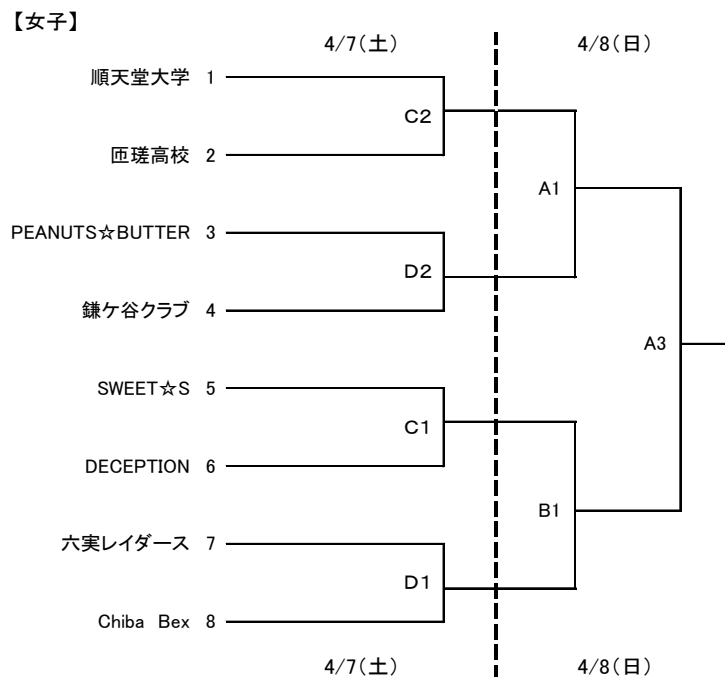 【女子】
4/7(土) 4/8(日)
順天堂大学 1
C2
匝瑳高校 2
A1
PEANUTS☆BUTTER 3
D2
鎌ケ谷クラブ 4
A3
SWEET☆S 5
C1
DECEPTION 6
B1
六実レイダース 7
D1
Chiba Bex 8
4/7(土) 4/8(日)